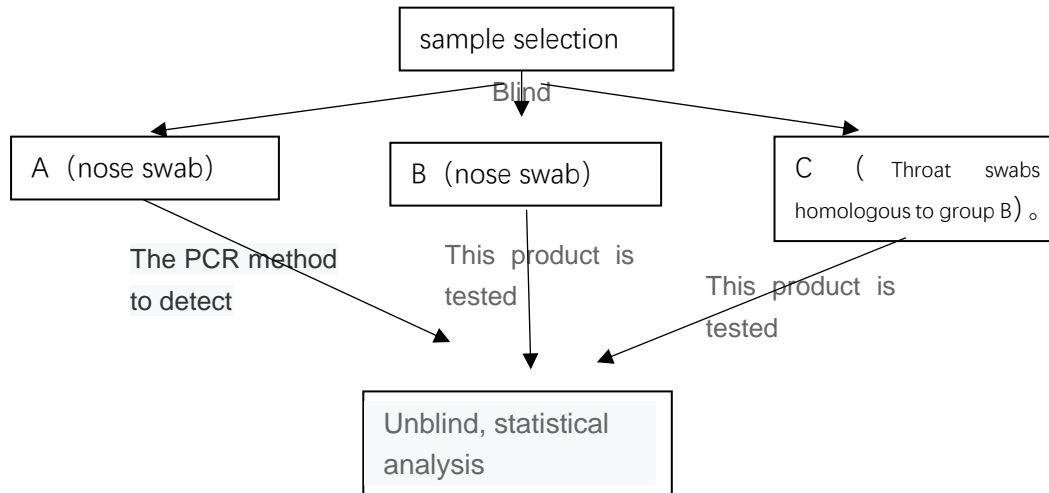 sample selection
Blind
A（nose swab）
B（nose swab）
C （ Throat swabs
homologous to group B）。
The PCR method
to detect
This product is
tested
This product is
tested
Unblind, statistical
analysis